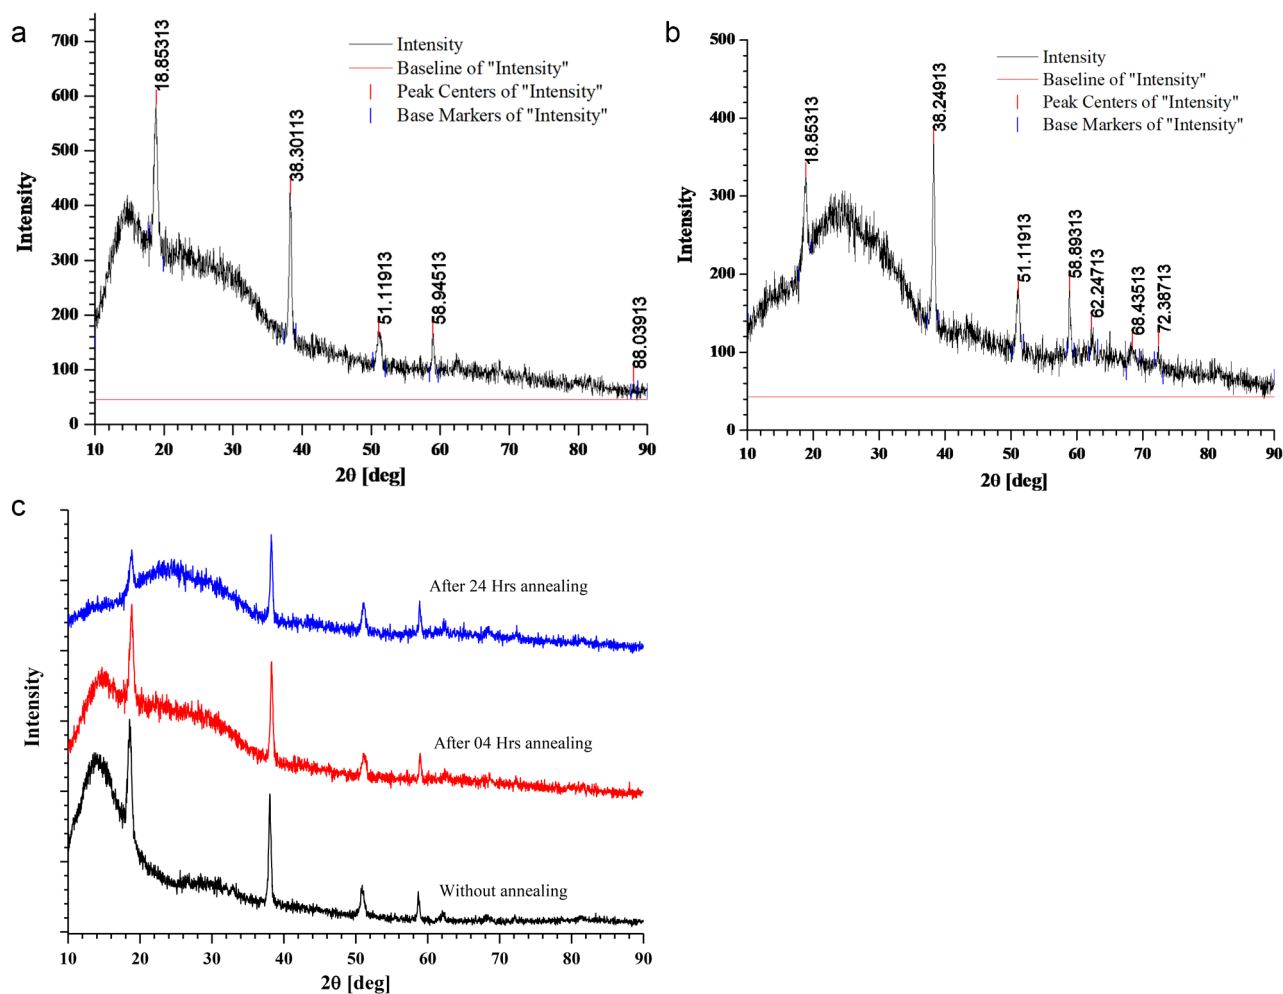 a
700
600
500
400
300
200
100
0
Intensity
10 20 30 40 50 60 70 80 90
2θ [deg]
18.85313
38.30113
51.11913
58.94513
88.03913
Intensity
Baseline of "Intensity"
Peak Centers of "Intensity"
Base Markers of "Intensity"
b
500
400
300
200
100
0
Intensity
10 20 30 40 50 60 70 80 90
2θ [deg]
18.85313
38.24913
51.11913
58.89313
62.24713
68.43513
72.38713
Intensity
Baseline of "Intensity"
Peak Centers of "Intensity"
Base Markers of "Intensity"
c
Intensity
After 24 Hrs annealing
After 04 Hrs annealing
Without annealing
10 20 30 40 50 60 70 80 90
2θ [deg]